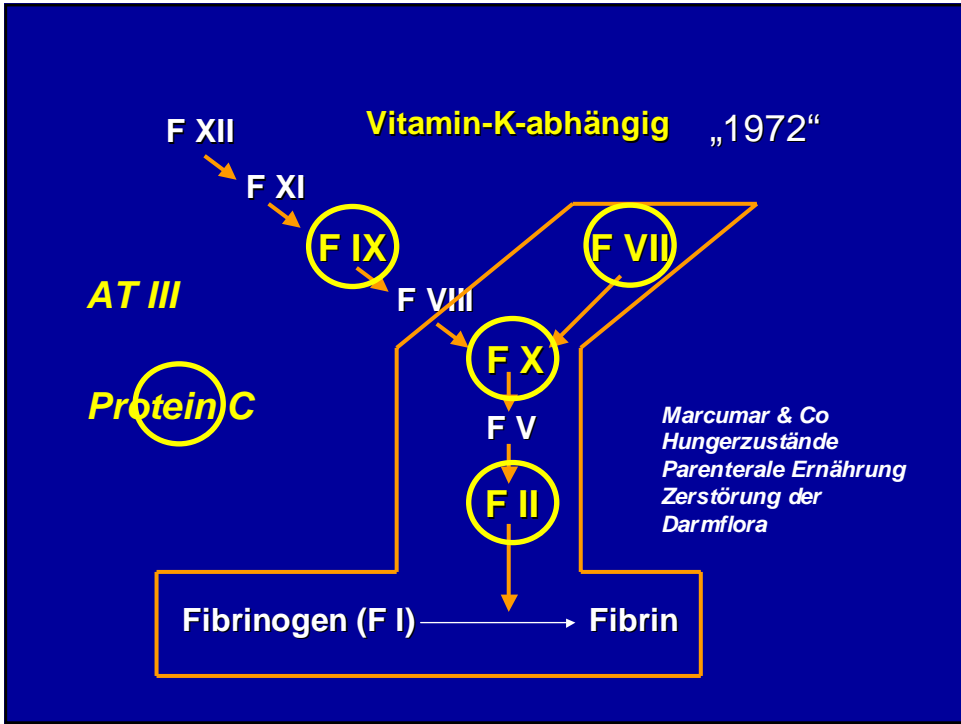 F XII
Vitamin-K-abhängig
„1972“
F XI
F IX
F VII
AT III
F VIII
F X
Protein C
F V
Marcumar & Co
Hungerzustände
Parenterale Ernährung
Zerstörung der
Darmflora
F II
Fibrinogen (F I)
Fibrin